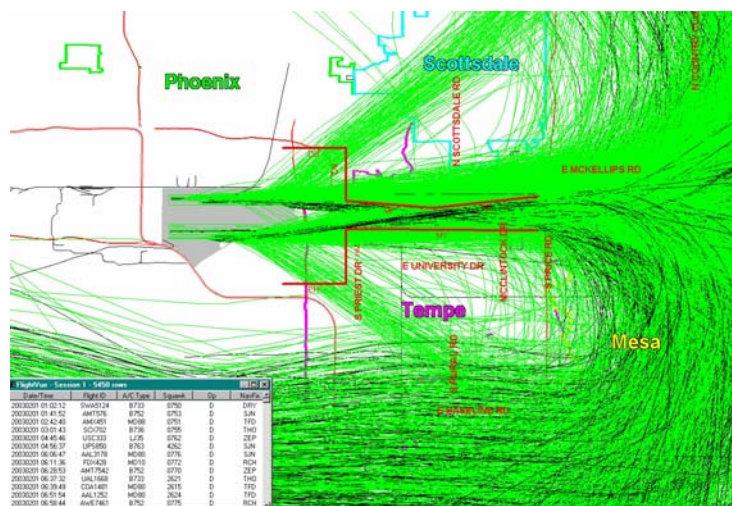 Scottsdale
Phoenix
N SCOTTSDALE RD
E MCKELLIPS RD
S PRIEST DR
E UNIVERSITY DR
MCCLINTOCK DR
S PRICE RD
Tempe
Mesa
E BASELINE RD
FlightVue - Session 1 - 5450 rows
Date/Time Flight ID A/C Type Squawk Op NavFix
20030201 01:02:12 SWA5124 B733 0750 D DRY
20030201 01:41:52 AMT576 B752 0753 D SJN
20030201 02:42:40 AMX451 MD88 0751 D TFD
20030201 03:01:43 SCX702 B738 0755 D THO
20030201 04:45:46 USC333 LJ35 0762 D ZEP
20030201 04:56:37 UPS850 B763 4262 D SJN
20030201 06:06:47 AAL3178 MD80 0776 D SJN
20030201 06:11:36 FDX428 MD10 0772 D RCH
20030201 06:28:53 AMT7542 B752 0770 D ZEP
20030201 06:37:32 UAL1668 B733 2621 D THO
20030201 06:39:49 COA1481 MD80 2615 D TFD
20030201 06:51:54 AAL1252 MD80 2624 D TFD
20030201 06:58:44 AWE7461 B752 0775 D RCH